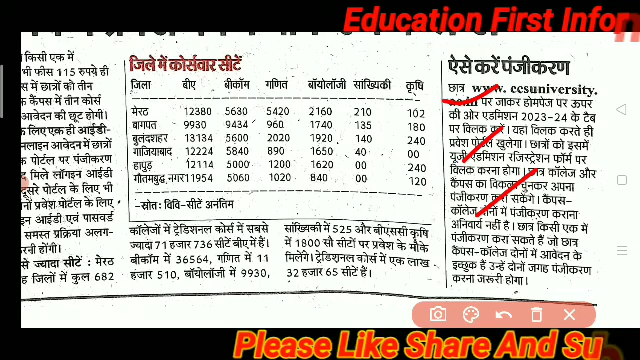 Education First Infor
किसी एक में
भी फीस 115 रुपये ही
में छात्रों को तीन
कैंपस में तीन कोर्स
आवेदन की छूट होगी।
के लिए एक ही आईडी-
नलाइन आवेदन में छात्रों
के पोर्टल पर पंजीकरण
द मिले लॉगइन आईडी
दूसरे पोर्टल के लिए भी
नों प्रवेश पोर्टल के लिए
न आईडी एवं पासवर्ड
समस्त प्रक्रिया अलग-
करनी होंगी।
से ज्यादा सीटें : मेरठ
ह जिलों में कुल 682
जिले में कोर्सवार सीटें
जिला बीए बीकॉम गणित बॉयोलॉजी सांख्यिकी कृषि
मेरठ 12380 5630 5420 2160 210 102
बागपत 9930 9434 960 1740 135 180
बुलंदशहर 13184 5600 2020 1920 140 240
गाजियाबाद 12224 5840 890 1650 40 00
हापुड़ 12114 5000 1200 1620 00 240
गौतमबुद्ध नगर 11954 5060 1020 840 00 120
-स्रोत: विवि-सीटें अनंतिम
कॉलेजों में ट्रेडिशनल कोर्स में सबसे
ज्यादा 71 हजार 736 सीटें बीए में हैं।
बीकॉम में 36564, गणित में 11
हजार 510, बॉयोलॉजी में 9930,
सांख्यिकी में 525 और बीएससी कृषि
में 1800 सौ सीटों पर प्रवेश के मौके
मिलेंगे। ट्रेडिशनल कोर्स में एक लाख
32 हजार 65 सीटें हैं।
ऐसे करें पंजीकरण
छात्र www.ccsuniversity.
पर जाकर होमपेज पर ऊपर
की ओर एडमिशन 2023-24 के टैब
पर क्लिक करें। यहां क्लिक करते ही
प्रवेश पोर्टल खुलेगा। छात्रों को इसमें
यूजी एडमिशन रजिस्ट्रेशन फॉर्म पर
क्लिक करना होगा। छात्र कॉलेज और
कैंपस का विकल्प चुनकर अपना
पंजीकरण करा सकेंगे। कैंपस-
कॉलेज दोनों में पंजीकरण कराना
अनिवार्य नहीं है। छात्र किसी एक में
पंजीकरण करा सकते हैं जो छात्र
कैंपस-कॉलेज दोनों में आवेदन के
इच्छुक हैं उन्हें दोनों जगह पंजीकरण
करना जरूरी होगा।
Please Like Share And Su